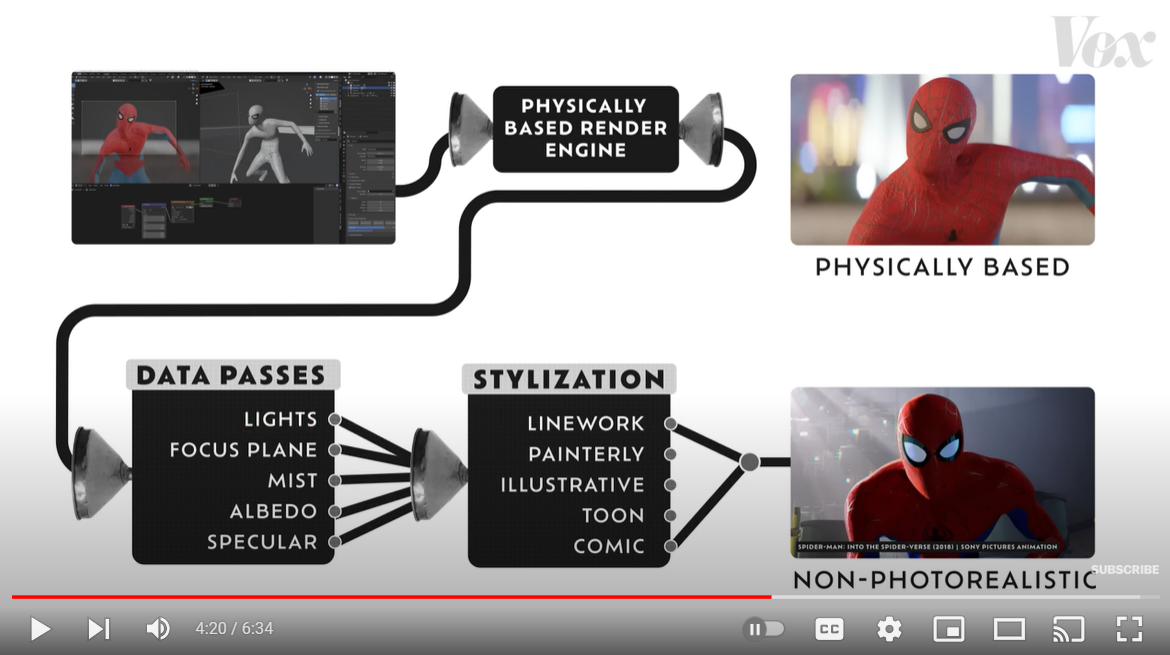 Vox
PHYSICALLY
BASED RENDER
ENGINE
PHYSICALLY BASED
DATA PASSES
LIGHTS
FOCUS PLANE
MIST
ALBEDO
SPECULAR
STYLIZATION
LINEWORK
PAINTERLY
ILLUSTRATIVE
TOON
COMIC
SPIDER-MAN: INTO THE SPIDER-VERSE (2018) | SONY PICTURES ANIMATION
SUBSCRIBE
NON-PHOTOREALISTIC
4:20 / 6:34
CC